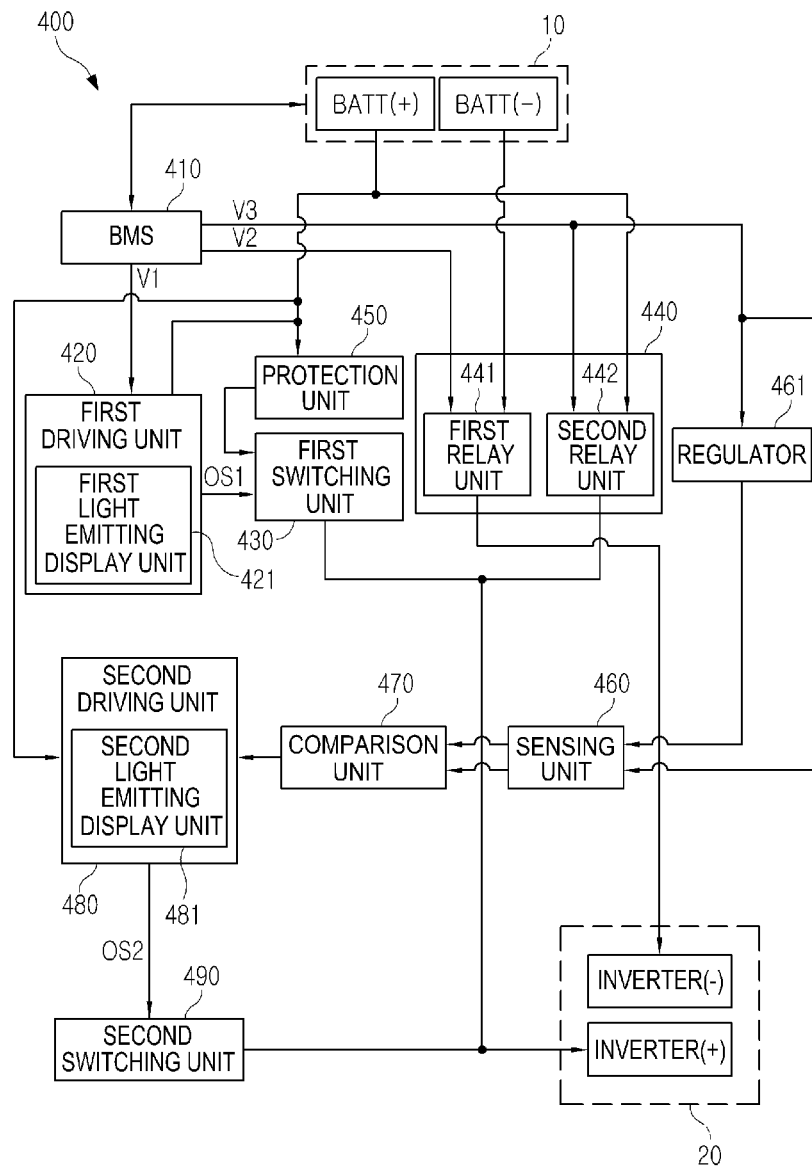 400
10
BATT(+)
BATT(-)
410
BMS
V3
V2
V1
420
FIRST
DRIVING UNIT
FIRST
LIGHT
EMITTING
DISPLAY UNIT
421
OS1
450
PROTECTION
UNIT
FIRST
SWITCHING
UNIT
430
440
441
FIRST
RELAY
UNIT
442
SECOND
RELAY
UNIT
461
REGULATOR
SECOND
DRIVING UNIT
SECOND
LIGHT
EMITTING
DISPLAY UNIT
480
481
470
COMPARISON
UNIT
460
SENSING
UNIT
OS2
490
SECOND
SWITCHING UNIT
INVERTER(-)
INVERTER(+)
20